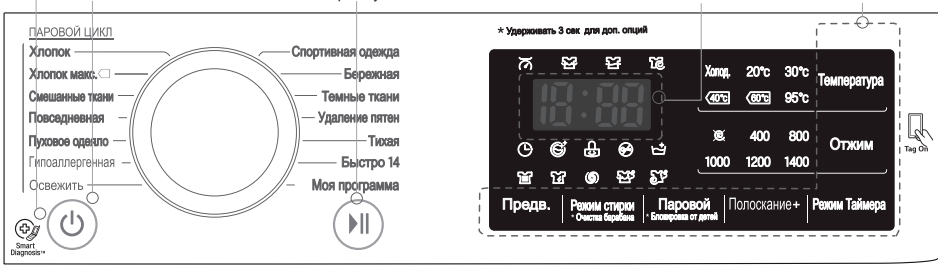 * Удерживать 3 сек для доп. опций
ПАРОВОЙ ЦИКЛ
Хлопок
Хлопок макс.
Смешанные ткани
Повседневная
Пуховое одеяло
Гипоаллергенная
Освежить
Спортивная одежда
Бережная
Темные ткани
Удаление пятен
Тихая
Быстро 14
Моя программа
Smart
Diagnosis™
18:88
Холод. 20°c 30°c
40°c 60°c 95°c
Температура
400 800
1000 1200 1400
Отжим
Tag On
Предв.
Режим стирки
* Очистка барабана
Паровой
* Блокировка от детей
Полоскание+
Режим Таймера